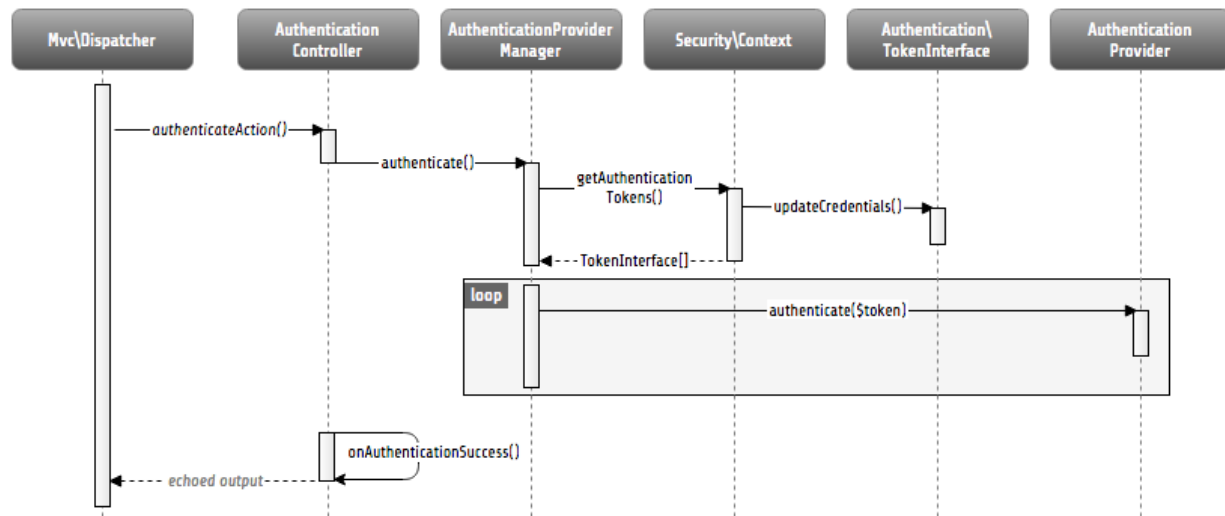 Mvc\Dispatcher
Authentication
Controller
AuthenticationProvider
Manager
Security\Context
Authentication\
TokenInterface
Authentication
Provider
authenticateAction()
authenticate()
getAuthentication
Tokens()
updateCredentials()
TokenInterface[]
loop
authenticate($token)
onAuthenticationSuccess()
echoed output